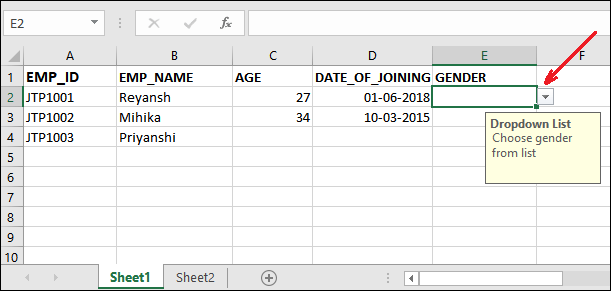 E2
fx
A B C D E F
1 EMP_ID EMP_NAME AGE DATE_OF_JOINING GENDER
2 JTP1001 Reyansh 27 01-06-2018
3 JTP1002 Mihika 34 10-03-2015
4 JTP1003 Priyanshi
Dropdown List
Choose gender
from list
5
6
7
8
9
10
Sheet1 Sheet2